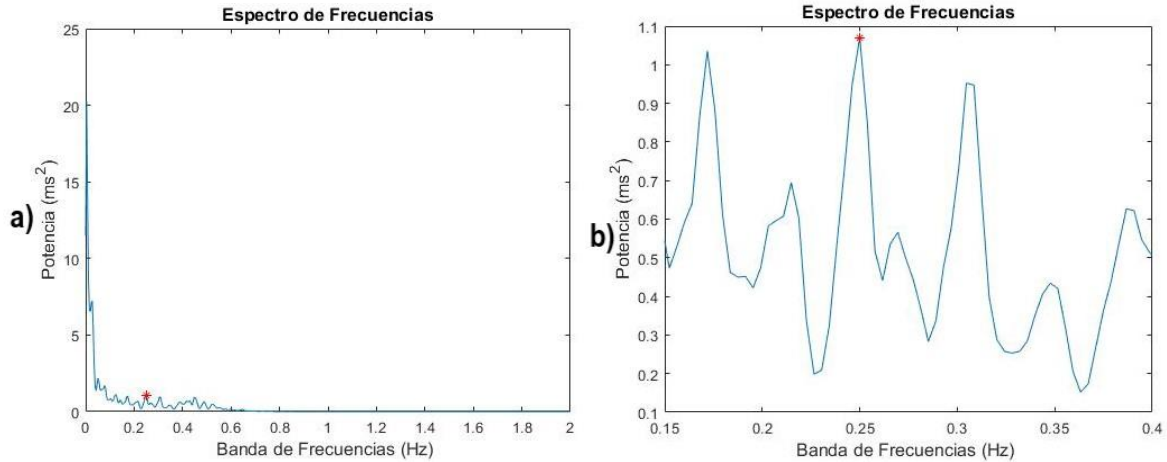 Espectro de Frecuencias
25
20
15
10
5
0
0 0.2 0.4 0.6 0.8 1 1.2 1.4 1.6 1.8 2
Banda de Frecuencias (Hz)
Potencia (ms²)
a)
Espectro de Frecuencias
1.1
1
0.9
0.8
0.7
0.6
0.5
0.4
0.3
0.2
0.1
0.15 0.2 0.25 0.3 0.35 0.4
Banda de Frecuencias (Hz)
Potencia (ms²)
b)